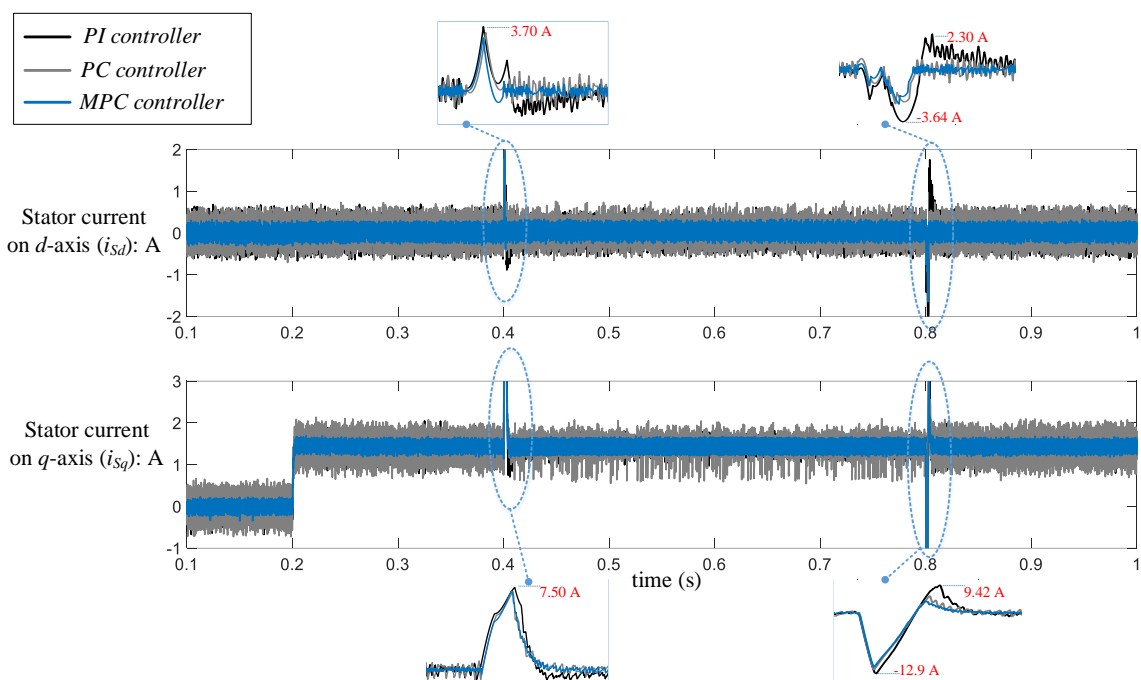 PI controller
PC controller
MPC controller
3.70 A
2.30 A
-3.64 A
Stator current
on d-axis (iSd): A
2
1
0
-1
-2
0.1 0.2 0.3 0.4 0.5 0.6 0.7 0.8 0.9 1
Stator current
on q-axis (iSq): A
3
2
1
0
-1
0.1 0.2 0.3 0.4 0.5 0.6 0.7 0.8 0.9 1
time (s)
7.50 A
9.42 A
-12.9 A